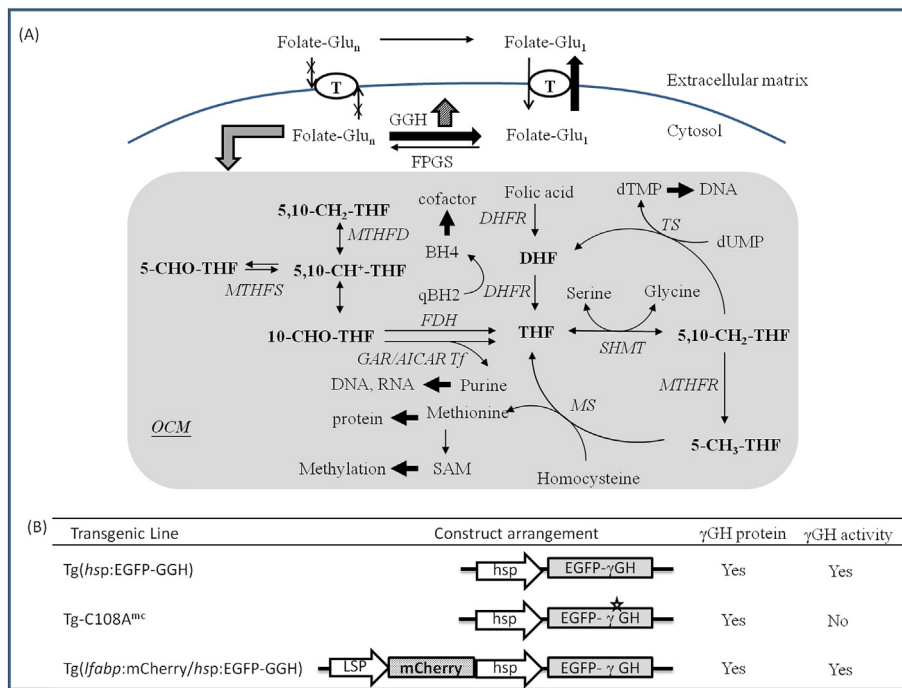 (A)
Folate-Glun Folate-Glu1
T T Extracellular matrix
GGH Cytosol
Folate-Glun Folate-Glu1
FPGS
dTMP DNA
cofactor Folic acid
5,10-CH2-THF DHFR TS
MTHFD dUMP
BH4 DHF
5-CHO-THF 5,10-CH+-THF
MTHFS qBH2 DHFR Serine Glycine
FDH
10-CHO-THF THF 5,10-CH2-THF
SHMT
GAR/AICAR Tf
DNA, RNA Purine MTHFR
protein Methionine MS
OCM
5-CH3-THF
Methylation SAM Homocysteine
(B)
Transgenic Line Construct arrangement γGH protein γGH activity
Tg(hsp:EGFP-GGH) hsp EGFP-γGH Yes Yes
Tg-C108Amc hsp EGFP- γ GH Yes No
Tg(lfabp:mCherry/hsp:EGFP-GGH) LSP mCherry hsp EGFP- γ GH Yes Yes